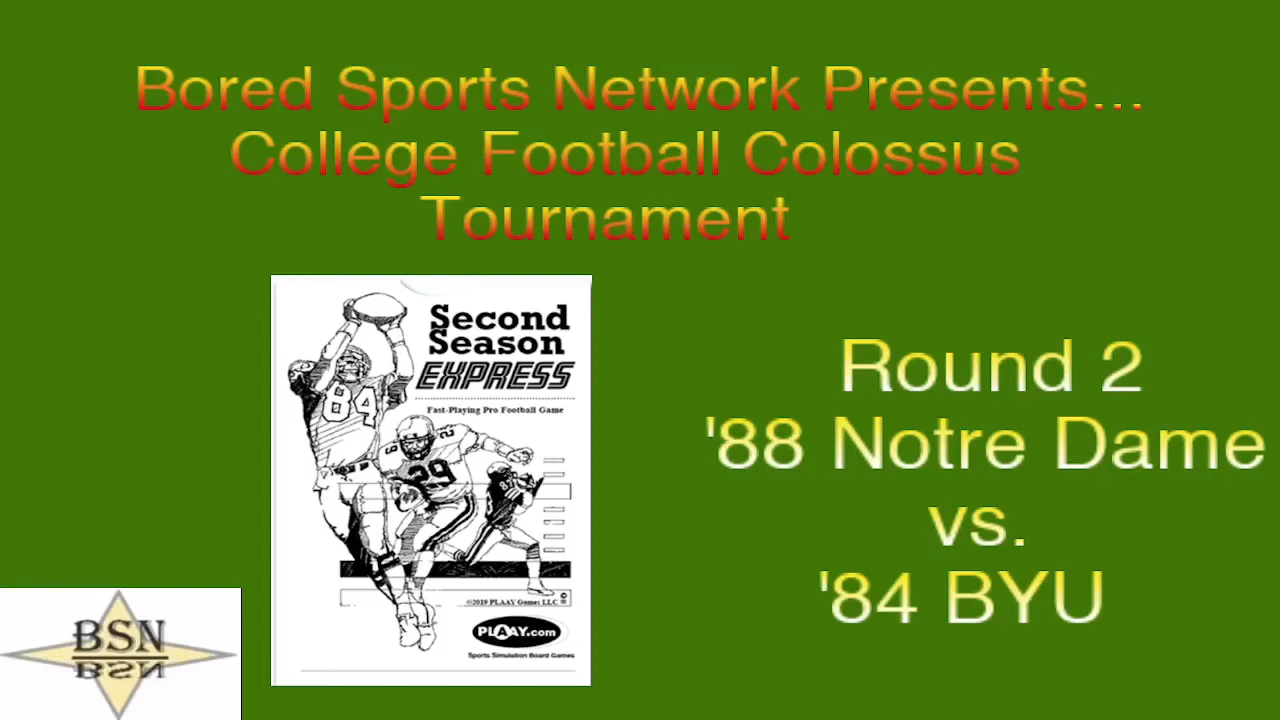 Bored Sports Network Presents...
College Football Colossus
Tournament
Second
Season
EXPRESS
Fast-Playing Pro Football Game
84
29
©2019 PLAAY Games LLC
PLAAY.com
Sports Simulation Board Games
Round 2
'88 Notre Dame
vs.
'84 BYU
BSN